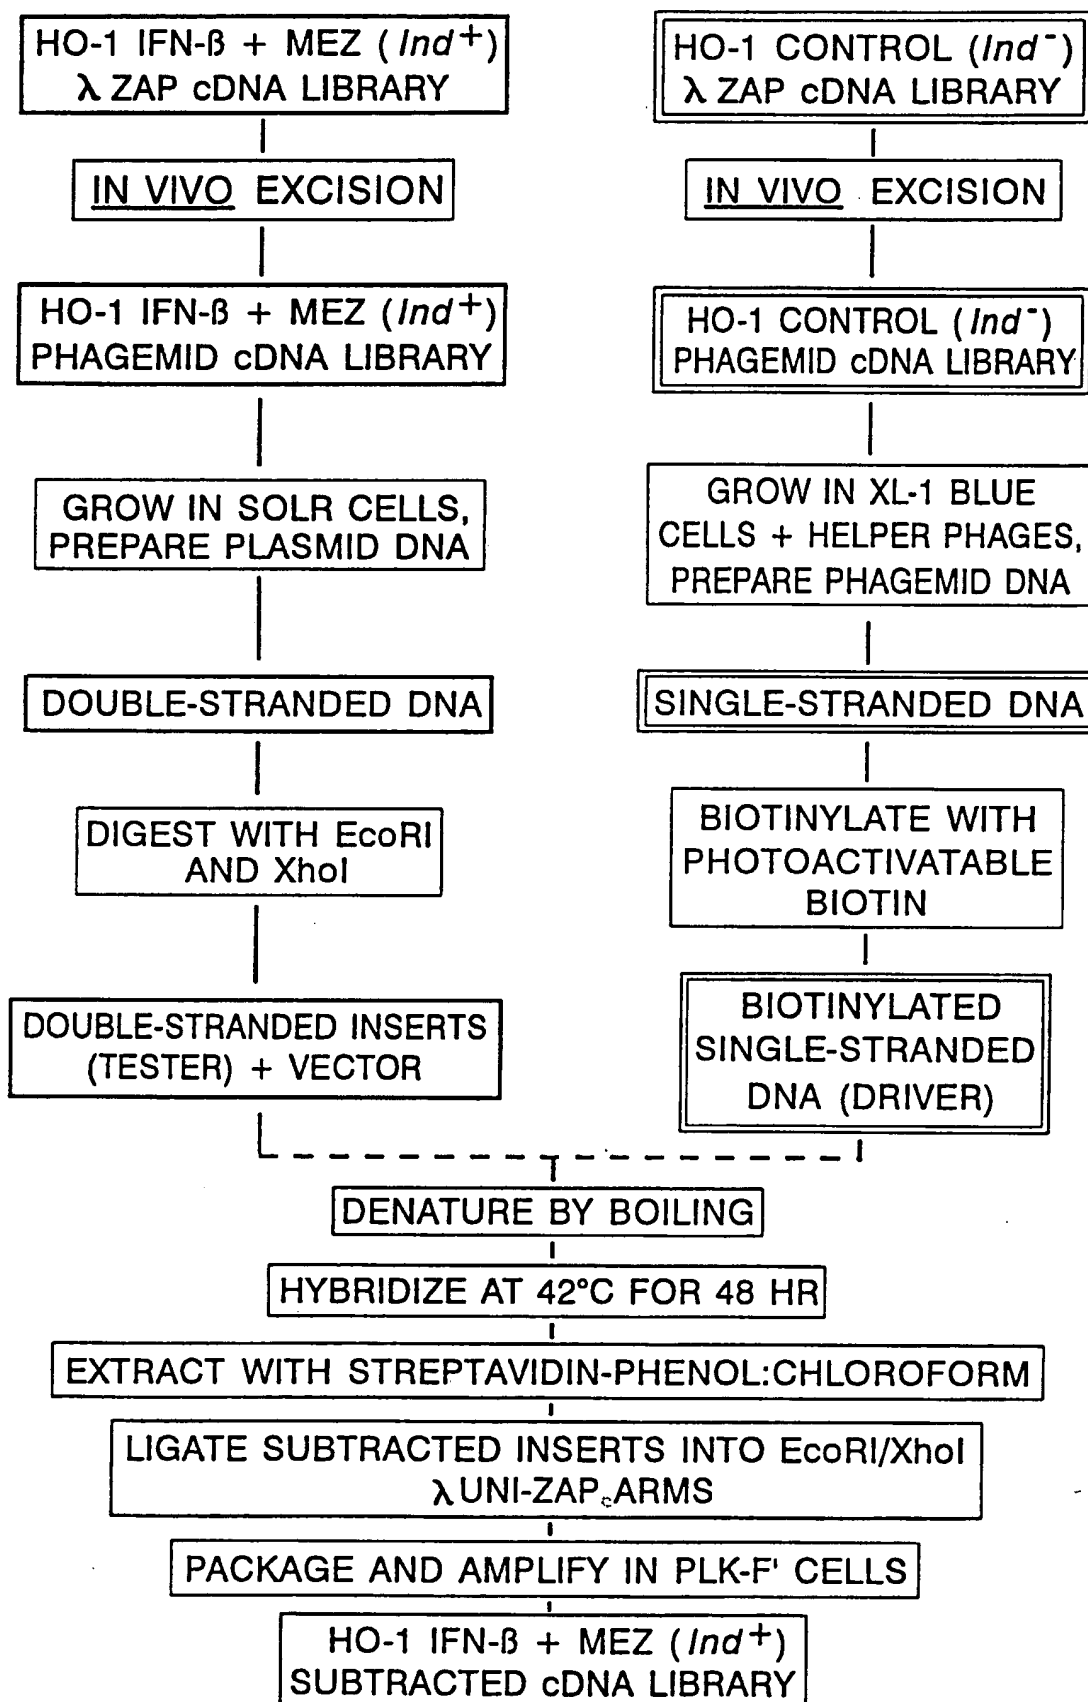 HO-1 IFN-ß + MEZ (Ind+)
λ ZAP cDNA LIBRARY
IN VIVO EXCISION
HO-1 IFN-ß + MEZ (Ind+)
PHAGEMID cDNA LIBRARY
GROW IN SOLR CELLS,
PREPARE PLASMID DNA
DOUBLE-STRANDED DNA
DIGEST WITH EcoRI
AND XhoI
DOUBLE-STRANDED INSERTS
(TESTER) + VECTOR
HO-1 CONTROL (Ind-)
λ ZAP cDNA LIBRARY
IN VIVO EXCISION
HO-1 CONTROL (Ind-)
PHAGEMID cDNA LIBRARY
GROW IN XL-1 BLUE
CELLS + HELPER PHAGES,
PREPARE PHAGEMID DNA
SINGLE-STRANDED DNA
BIOTINYLATE WITH
PHOTOACTIVATABLE
BIOTIN
BIOTINYLATED
SINGLE-STRANDED
DNA (DRIVER)
DENATURE BY BOILING
HYBRIDIZE AT 42°C FOR 48 HR
EXTRACT WITH STREPTAVIDIN-PHENOL:CHLOROFORM
LIGATE SUBTRACTED INSERTS INTO EcoRI/XhoI
λ UNI-ZAP ARMS
PACKAGE AND AMPLIFY IN PLK-F' CELLS
HO-1 IFN-ß + MEZ (Ind+)
SUBTRACTED cDNA LIBRARY